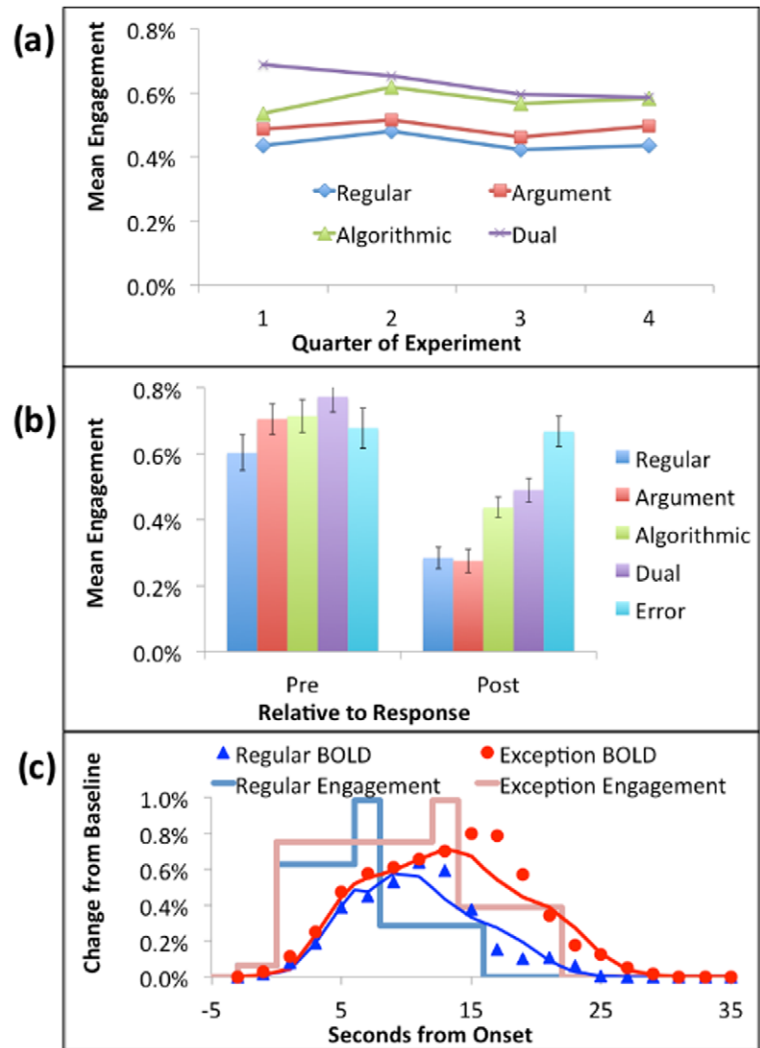 (a)
Mean Engagement
0.8%
0.6%
0.4%
0.2%
0.0%
Regular Argument
Algorithmic Dual
1 2 3 4
Quarter of Experiment
(b)
Mean Engagement
0.8%
0.6%
0.4%
0.2%
0.0%
Regular
Argument
Algorithmic
Dual
Error
Pre Post
Relative to Response
(c)
Regular BOLD Exception BOLD
Regular Engagement Exception Engagement
Change from Baseline
1.0%
0.8%
0.6%
0.4%
0.2%
0.0%
-5 5 15 25 35
Seconds from Onset